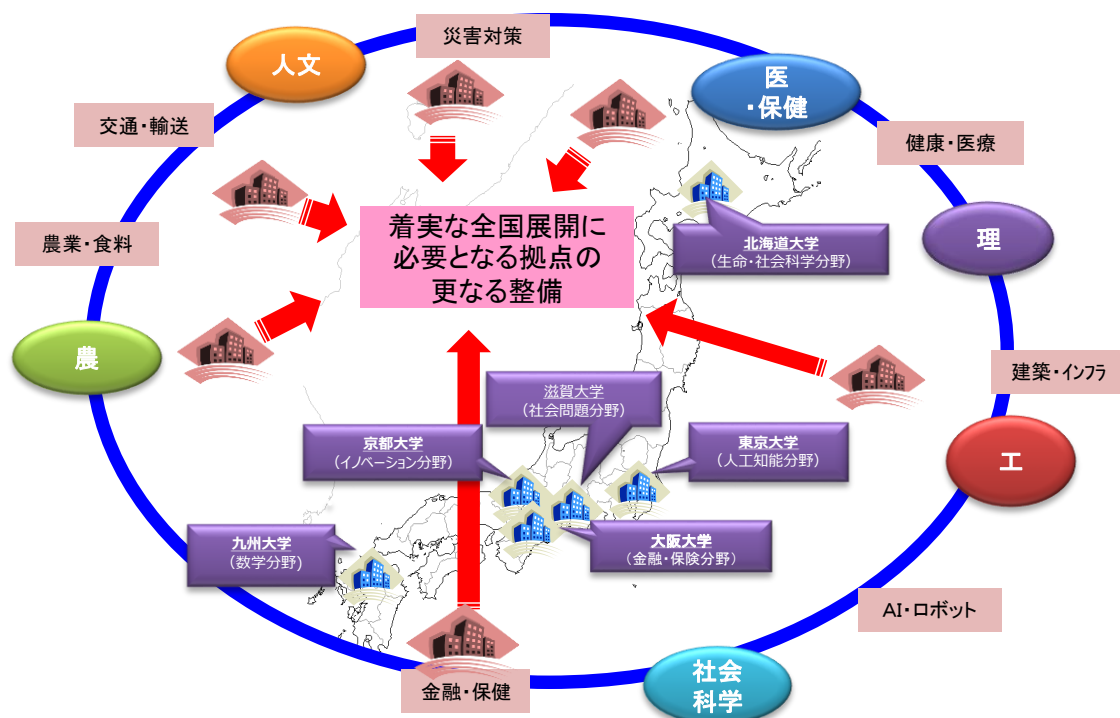 災害対策
人文
医
・保健
交通・輸送
健康・医療
農業・食料
着実な全国展開に
必要となる拠点の
更なる整備
北海道大学
（生命・社会科学分野）
理
農
建築・インフラ
滋賀大学
（社会問題分野）
京都大学
（イノベーション分野）
東京大学
（人工知能分野）
工
九州大学
（数学分野)
大阪大学
（金融・保険分野）
AI・ロボット
金融・保健
社会
科学